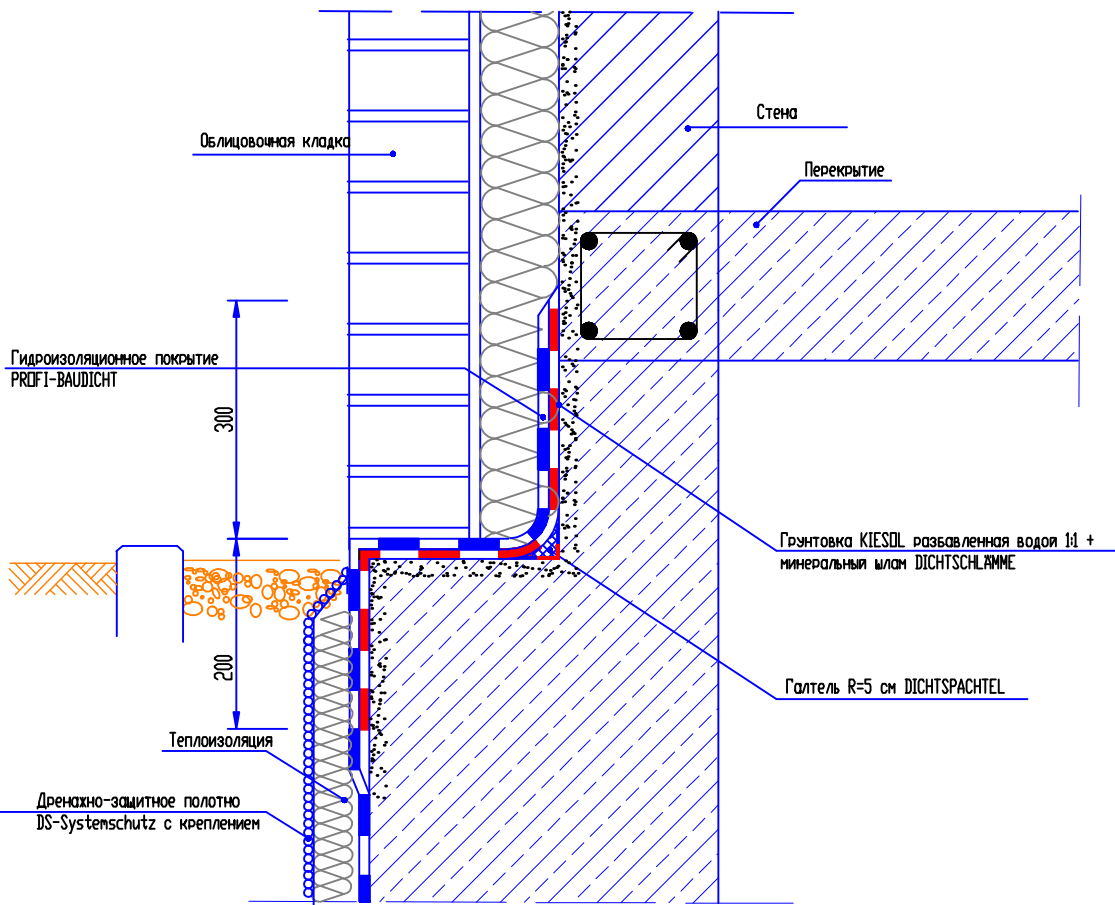 Стена
Облицовочная кладка
Перекрытие
Гидроизоляционное покрытие
PROFI-BAUDICHT
300
Грунтовка KIESOL разбавленная водой 1:1 +
минеральный шлам DICHTSCHLÄMME
200
Галтель R=5 см DICHTSPACHTEL
Теплоизоляция
Дренажно-защитное полотно
DS-Systemschutz с креплением